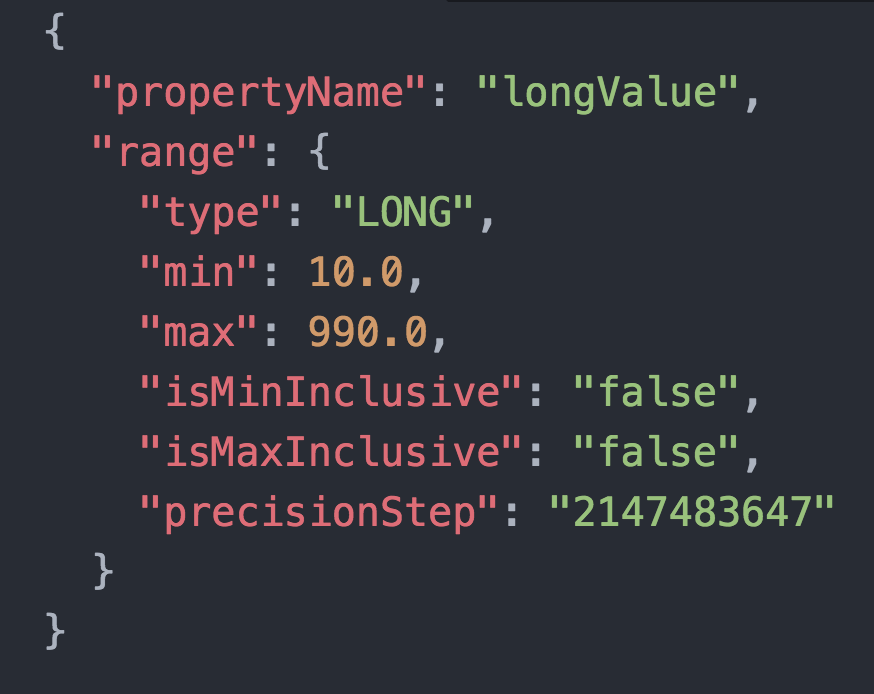 {
  "propertyName": "longValue",
  "range": {
    "type": "LONG",
    "min": 10.0,
    "max": 990.0,
    "isMinInclusive": "false",
    "isMaxInclusive": "false",
    "precisionStep": "2147483647"
  }
}